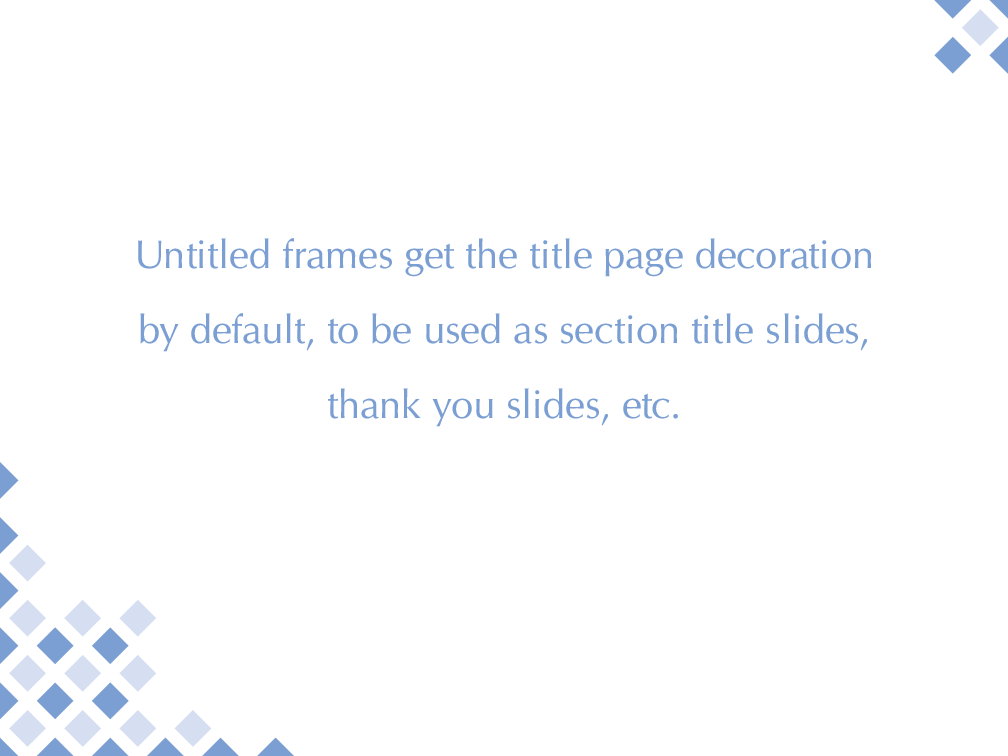 Untitled frames get the title page decoration
by default, to be used as section title slides,
thank you slides, etc.